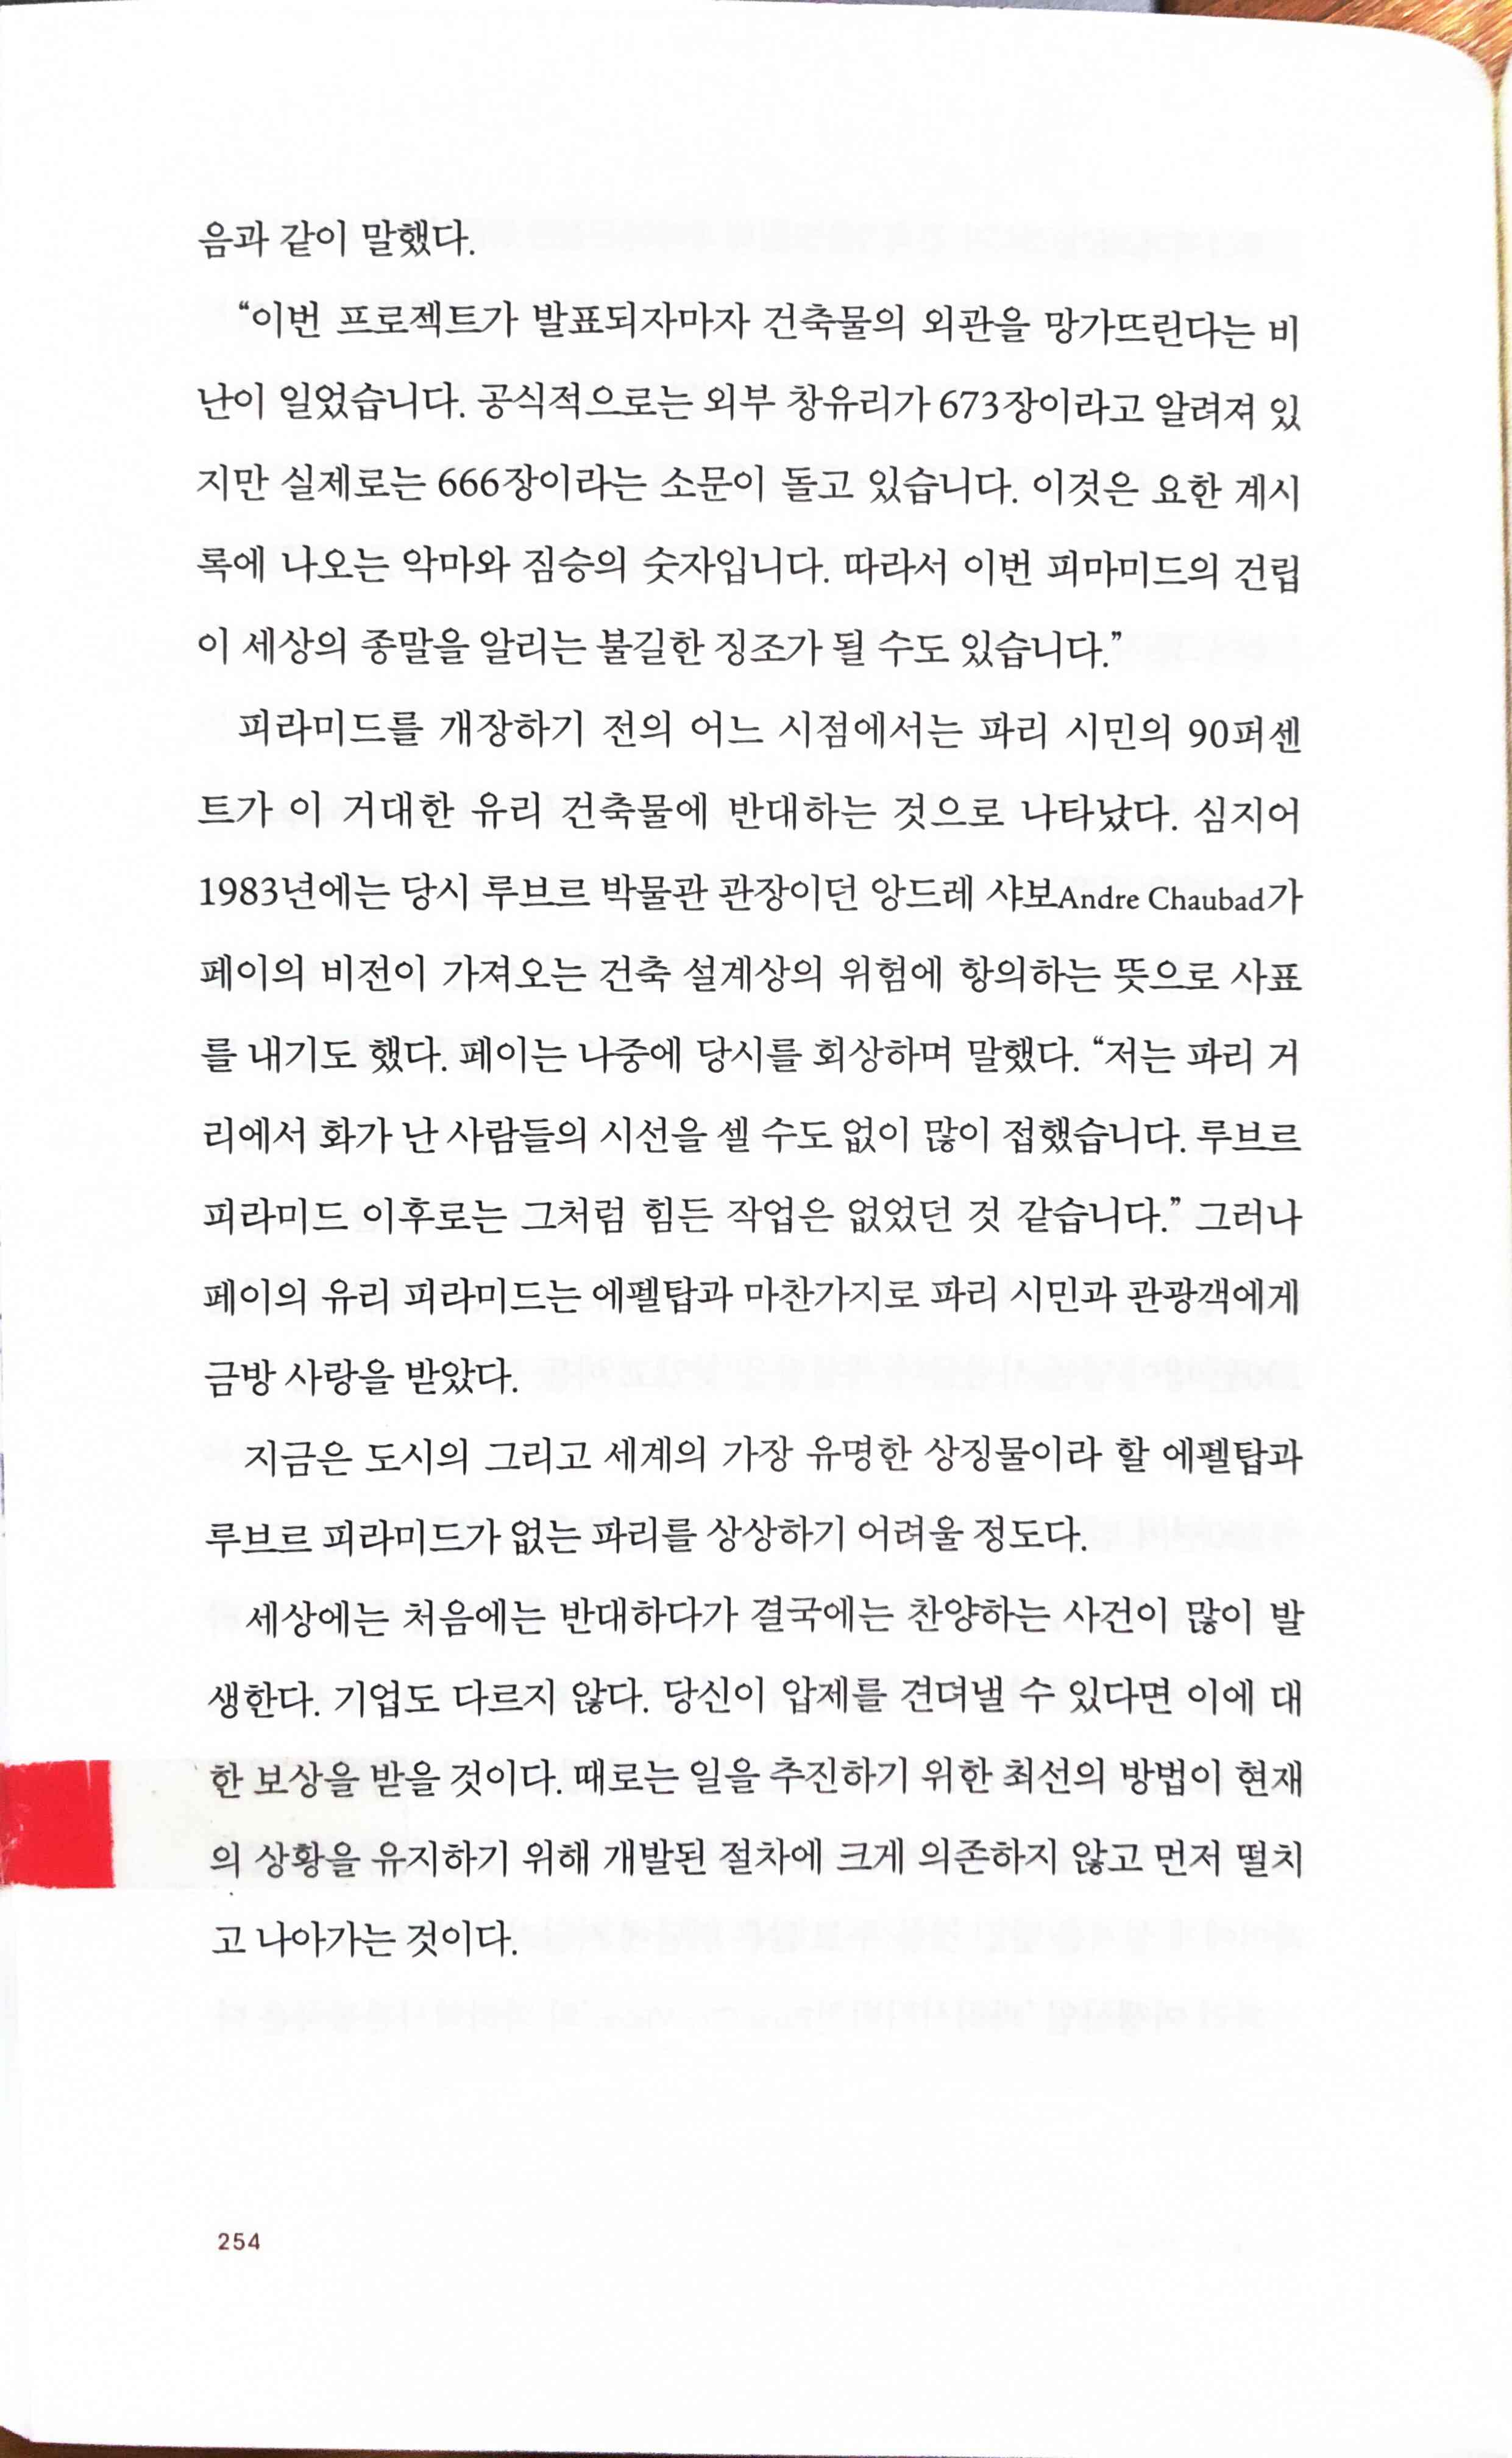 음과 같이 말했다.
“이번 프로젝트가 발표되자마자 건축물의 외관을 망가뜨린다는 비
난이 일었습니다. 공식적으로는 외부 창유리가 673장이라고 알려져 있
지만 실제로는 666장이라는 소문이 돌고 있습니다. 이것은 요한 계시
록에 나오는 악마와 짐승의 숫자입니다. 따라서 이번 피마미드의 건립
이 세상의 종말을 알리는 불길한 징조가 될 수도 있습니다.”
피라미드를 개장하기 전의 어느 시점에서는 파리 시민의 90퍼센
트가 이 거대한 유리 건축물에 반대하는 것으로 나타났다. 심지어
1983년에는 당시 루브르 박물관 관장이던 앙드레 샤보Andre Chaubad가
페이의 비전이 가져오는 건축 설계상의 위험에 항의하는 뜻으로 사표
를 내기도 했다. 페이는 나중에 당시를 회상하며 말했다. “저는 파리 거
리에서 화가 난 사람들의 시선을 셀 수도 없이 많이 접했습니다. 루브르
피라미드 이후로는 그처럼 힘든 작업은 없었던 것 같습니다.” 그러나
페이의 유리 피라미드는 에펠탑과 마찬가지로 파리 시민과 관광객에게
금방 사랑을 받았다.
지금은 도시의 그리고 세계의 가장 유명한 상징물이라 할 에펠탑과
루브르 피라미드가 없는 파리를 상상하기 어려울 정도다.
세상에는 처음에는 반대하다가 결국에는 찬양하는 사건이 많이 발
생한다. 기업도 다르지 않다. 당신이 압제를 견뎌낼 수 있다면 이에 대
한 보상을 받을 것이다. 때로는 일을 추진하기 위한 최선의 방법이 현재
의 상황을 유지하기 위해 개발된 절차에 크게 의존하지 않고 먼저 떨치
고 나아가는 것이다.
254